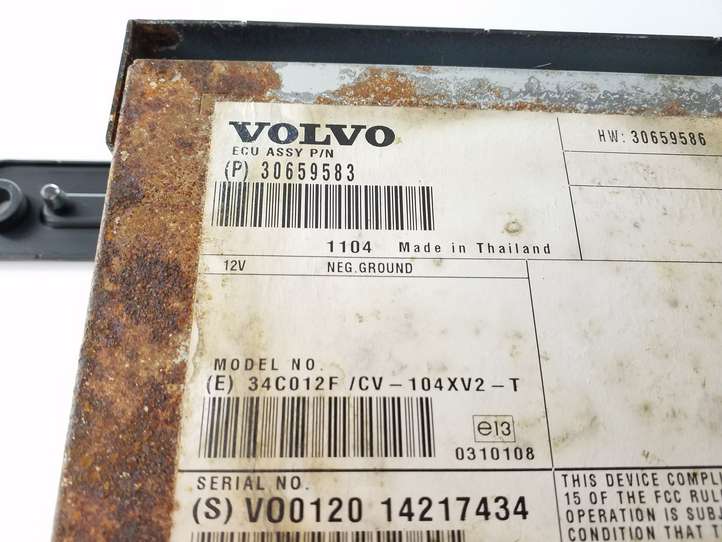 VOLVO
ECU ASSY P/N
(P) 30659583
HW: 30659586
1104 Made in Thailand
12V NEG.GROUND
MODEL NO.
(E) 34C012F /CV-104XV2-T
e13
0310108
SERIAL NO.
(S) VO0120 14217434
THIS DEVICE COMPL
15 OF THE FCC RUL
OPERATION IS SUBJ
CONDITION THAT T